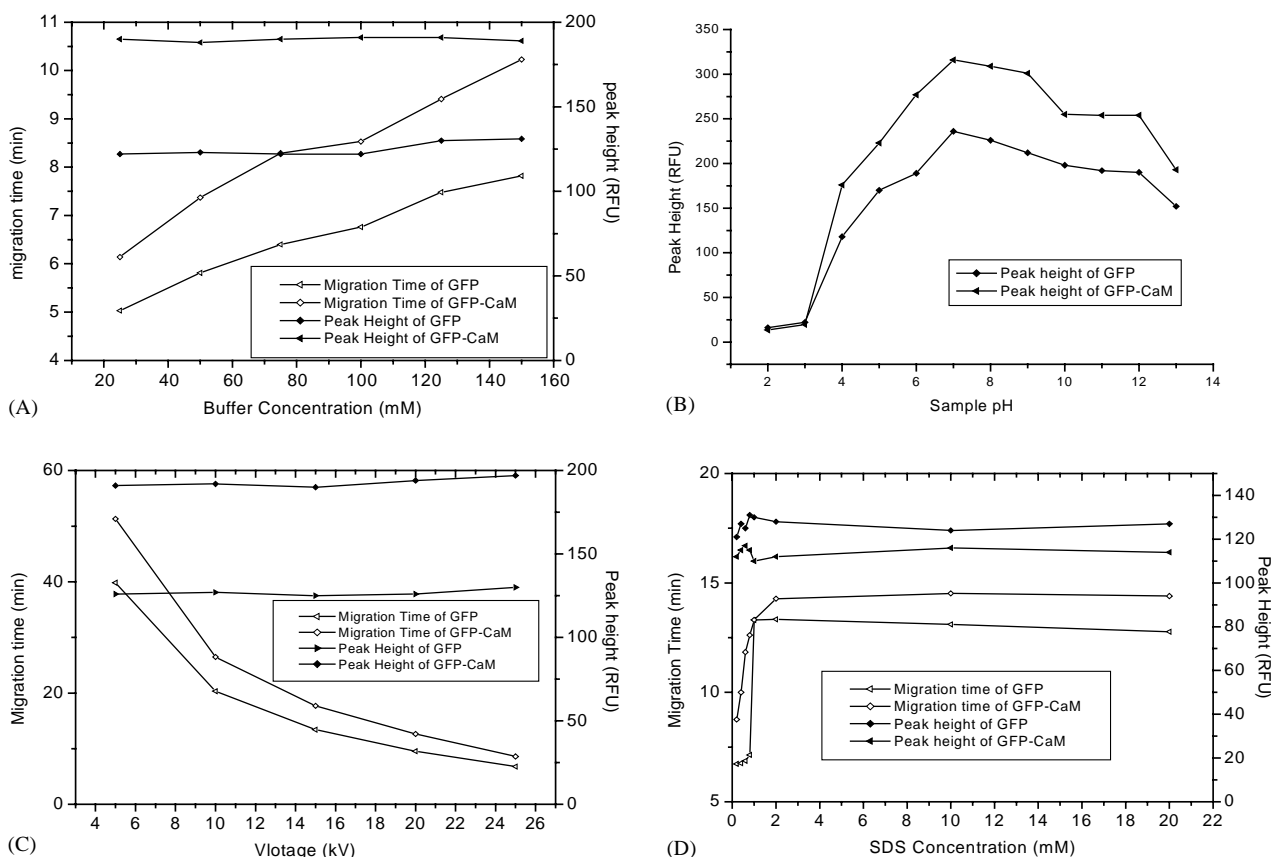 11
10
9
8
7
6
5
4
migration time (min)
200
150
100
50
0
peak height (RFU)
Migration Time of GFP
Migration Time of GFP-CaM
Peak Height of GFP
Peak Height of GFP-CaM
20 40 60 80 100 120 140 160
Buffer Concentration (mM)
(A)
350
300
250
200
150
100
50
0
Peak Height (RFU)
Peak height of GFP
Peak height of GFP-CaM
2 4 6 8 10 12 14
Sample pH
(B)
60
40
20
0
Migration time (min)
200
150
100
50
0
Peak Height (RFU)
Migration Time of GFP
Migration Time of GFP-CaM
Peak Height of GFP
Peak Height of GFP-CaM
4 6 8 10 12 14 16 18 20 22 24 26
Vlotage (kV)
(C)
20
15
10
5
Migration Time (min)
140
120
100
80
60
40
20
0
Peak Height (RFU)
Migration time of GFP
Migration time of GFP-CaM
Peak height of GFP
Peak height of GFP-CaM
0 2 4 6 8 10 12 14 16 18 20 22
SDS Concentration (mM)
(D)